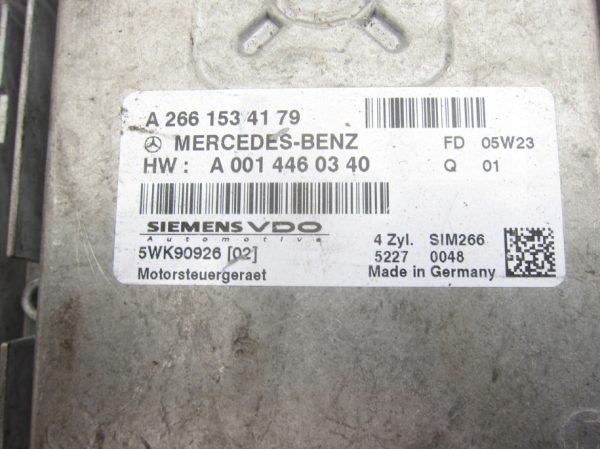 A 266 153 41 79
MERCEDES-BENZ FD 05W23
HW : A 001 446 03 40 Q 01
SIEMENS VDO
Automotive
5WK90926 [02] 4 Zyl. SIM266
5227 0048
Motorsteuergeraet Made in Germany